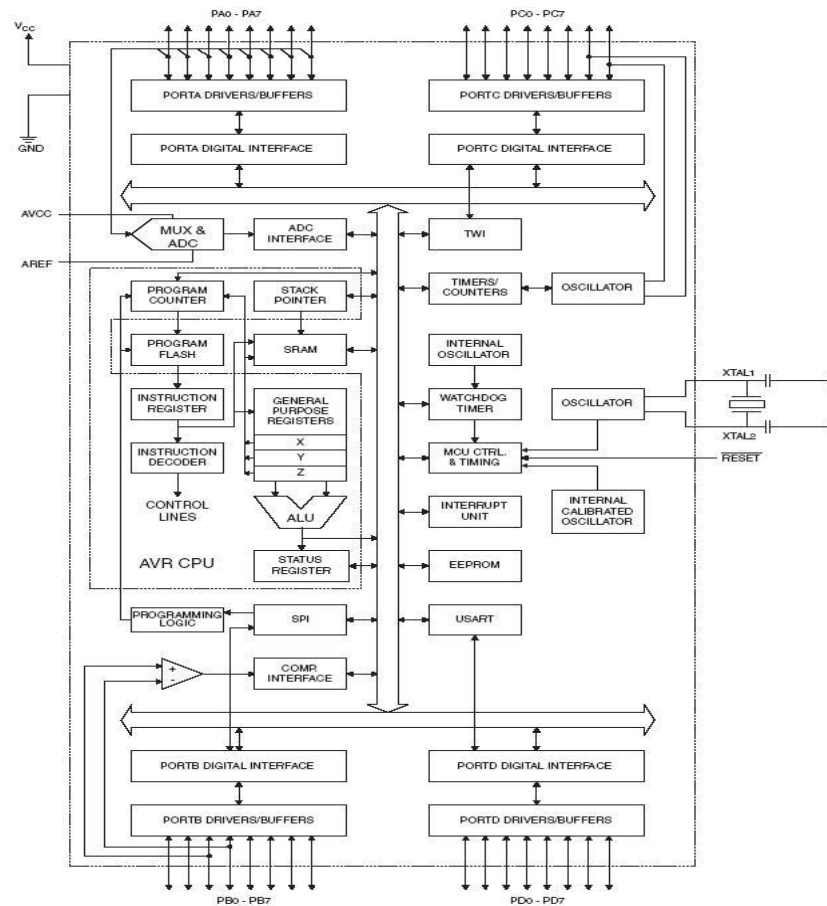 PA0 - PA7
PC0 - PC7
VCC
GND
PORTA DRIVERS/BUFFERS
PORTC DRIVERS/BUFFERS
PORTA DIGITAL INTERFACE
PORTC DIGITAL INTERFACE
AVCC
AREF
MUX &
ADC
ADC
INTERFACE
TWI
PROGRAM
COUNTER
STACK
POINTER
TIMERS/
COUNTERS
OSCILLATOR
PROGRAM
FLASH
SRAM
INTERNAL
OSCILLATOR
XTAL1
INSTRUCTION
REGISTER
GENERAL
PURPOSE
REGISTERS
X
Y
Z
WATCHDOG
TIMER
OSCILLATOR
XTAL2
INSTRUCTION
DECODER
MCU CTRL.
& TIMING
RESET
CONTROL
LINES
ALU
INTERRUPT
UNIT
INTERNAL
CALIBRATED
OSCILLATOR
AVR CPU
STATUS
REGISTER
EEPROM
PROGRAMMING
LOGIC
SPI
USART
+
-
COMP.
INTERFACE
PORTB DIGITAL INTERFACE
PORTD DIGITAL INTERFACE
PORTB DRIVERS/BUFFERS
PORTD DRIVERS/BUFFERS
PB0 - PB7
PD0 - PD7